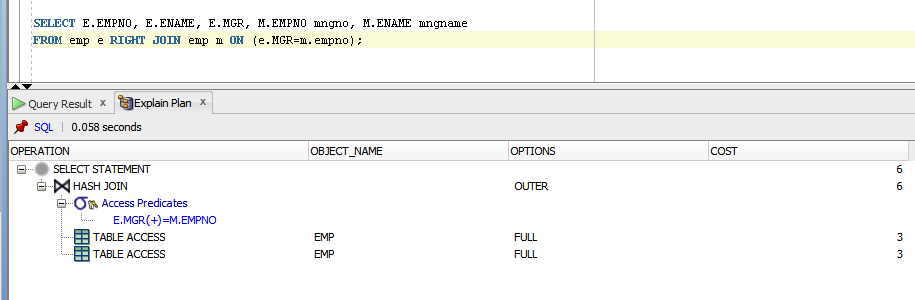 SELECT E.EMPNO, E.ENAME, E.MGR, M.EMPNO mngno, M.ENAME mngname
FROM emp e RIGHT JOIN emp m ON (e.MGR=m.empno);
Query Result x Explain Plan x
SQL | 0.058 seconds
OPERATION OBJECT_NAME OPTIONS COST
SELECT STATEMENT 6
HASH JOIN OUTER 6
Access Predicates
E.MGR(+)=M.EMPNO
TABLE ACCESS EMP FULL 3
TABLE ACCESS EMP FULL 3